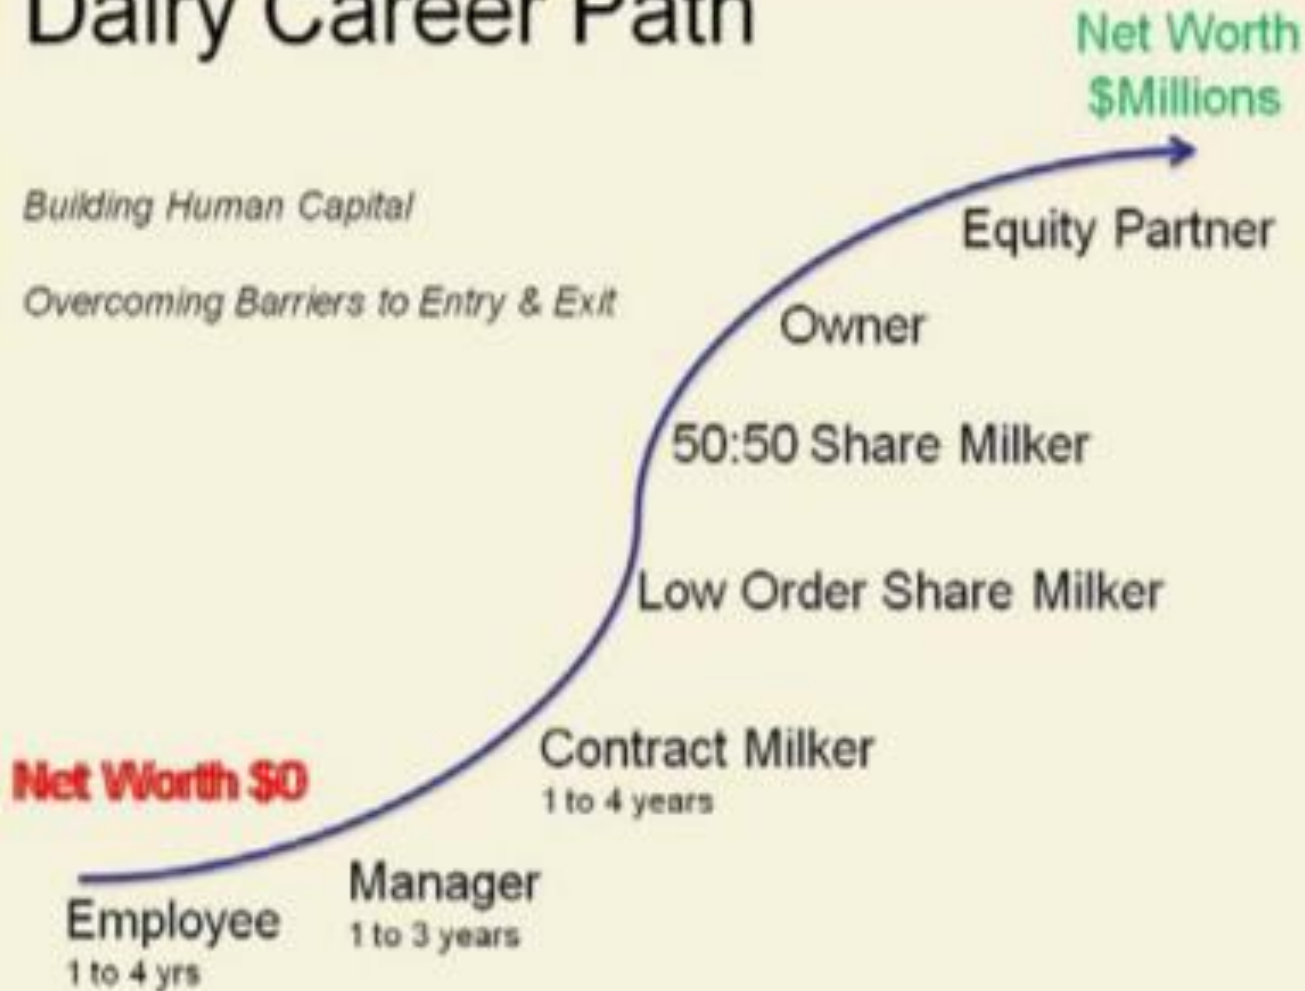 Dairy Career Path
Net Worth
$Millions
Building Human Capital
Equity Partner
Overcoming Barriers to Entry & Exit
Owner
50:50 Share Milker
Low Order Share Milker
Contract Milker
1 to 4 years
Net Worth $0
Manager
1 to 3 years
Employee
1 to 4 yrs